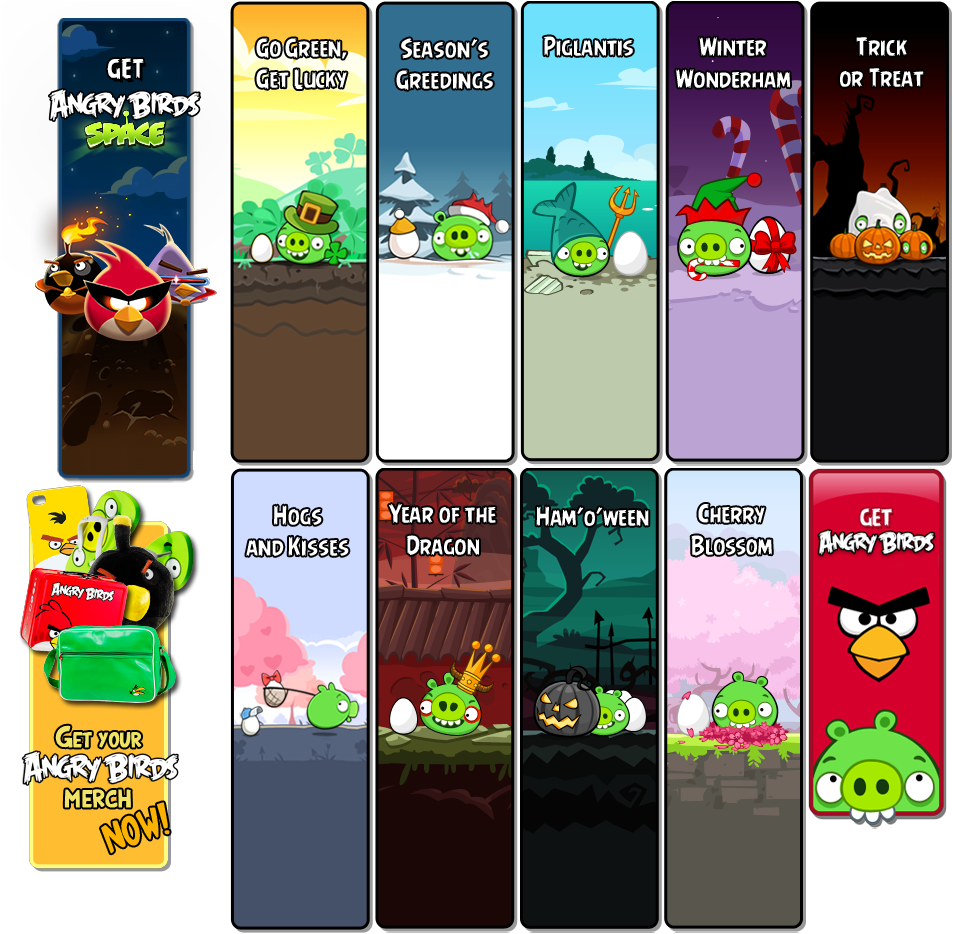 GET
ANGRY BIRDS
SPACE
GO GREEN,
GET LUCKY
SEASON'S
GREEDINGS
PIGLANTIS
WINTER
WONDERHAM
TRICK
OR TREAT
ANGRY BIRDS
GET YOUR
ANGRY BIRDS
MERCH
NOW!
HOGS
AND KISSES
YEAR OF THE
DRAGON
HAM'O'WEEN
CHERRY
BLOSSOM
GET
ANGRY BIRDS